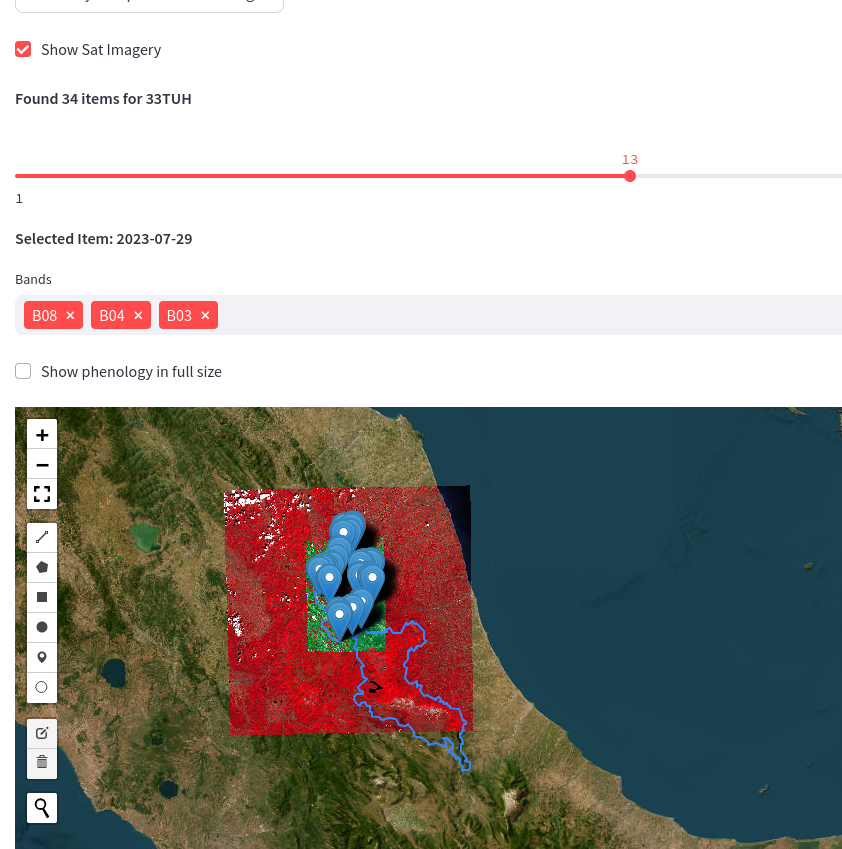 Show Sat Imagery
Found 34 items for 33TUH
13
1
Selected Item: 2023-07-29
Bands
B08 × B04 × B03 ×
Show phenology in full size
+
−